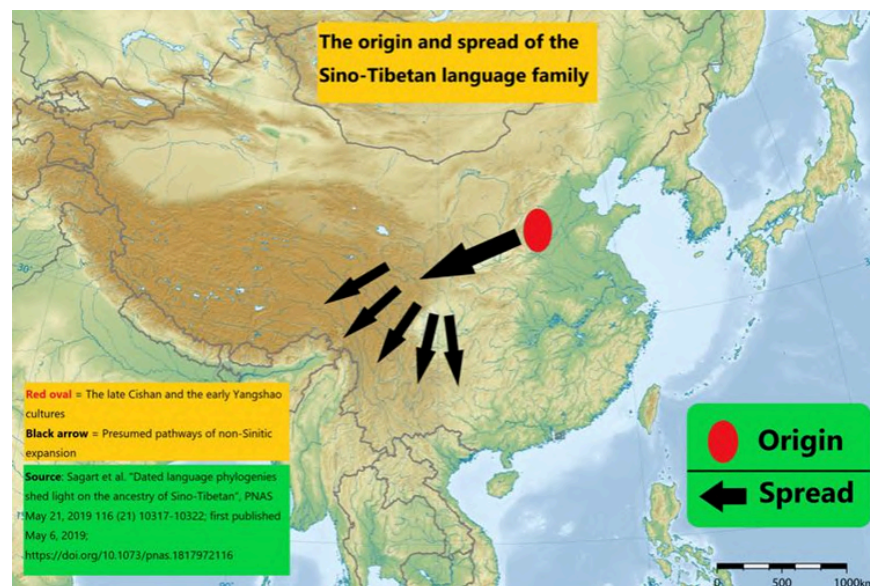 The origin and spread of the
Sino-Tibetan language family
Red oval = The late Cishan and the early Yangshao
cultures
Black arrow = Presumed pathways of non-Sinitic
expansion
Source: Sagart et al. "Dated language phylogenies
shed light on the ancestry of Sino-Tibetan", PNAS
May 21, 2019 116 (21) 10317-10322; first published
May 6, 2019;
https://doi.org/10.1073/pnas.1817972116
Origin
Spread
0 500 1000km
30°
30°